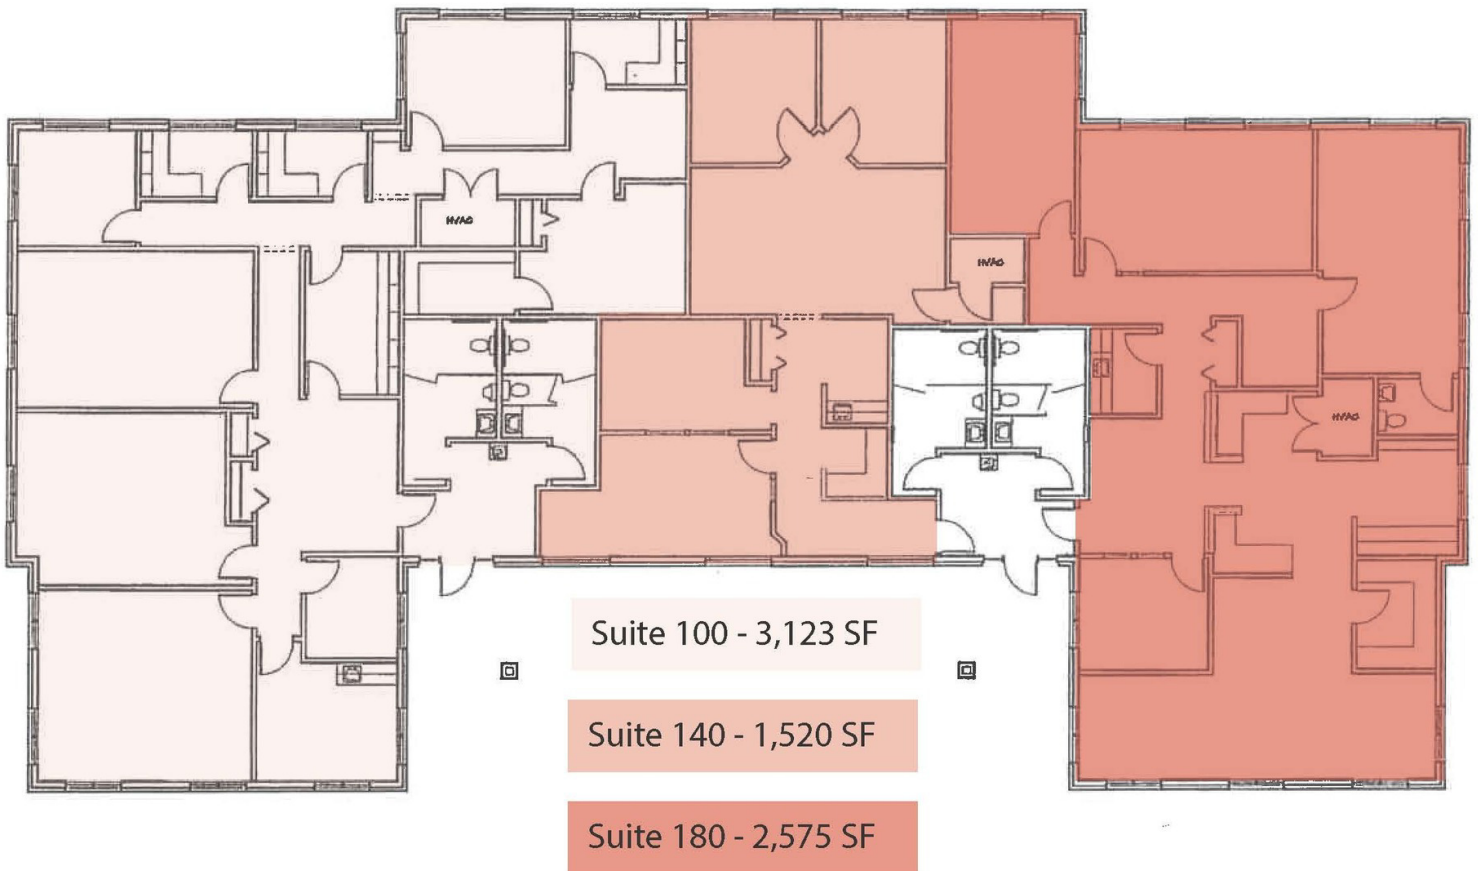 HVAC
HVAC
HVAC
Suite 100 - 3,123 SF
Suite 140 - 1,520 SF
Suite 180 - 2,575 SF